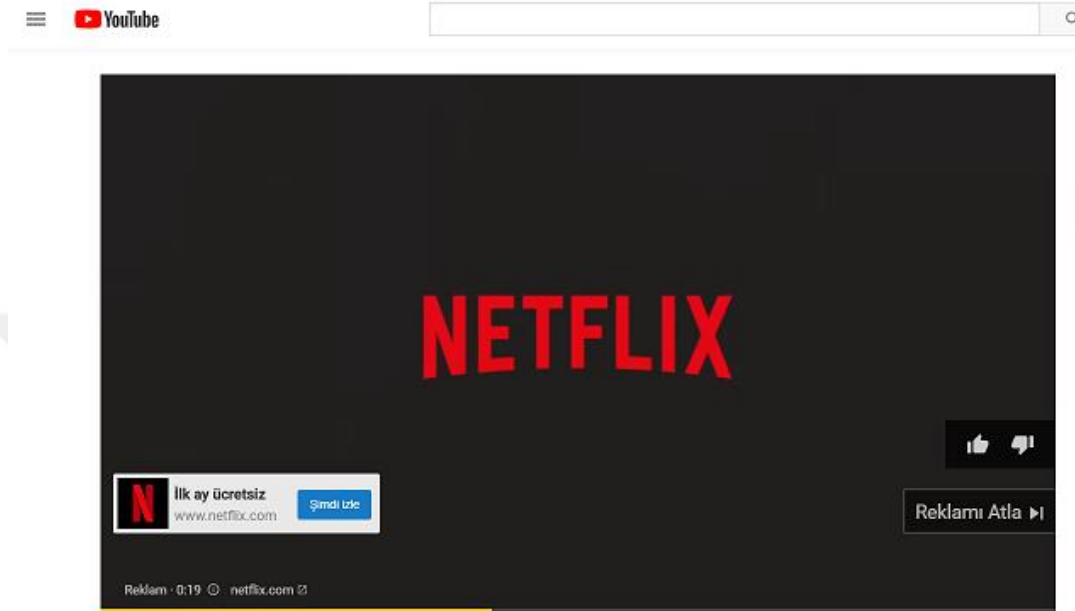 YouTube
NETFLIX
N
İlk ay ücretsiz
www.netflix.com
Şimdi izle
Reklamı Atla
Reklam · 0:19
netflix.com